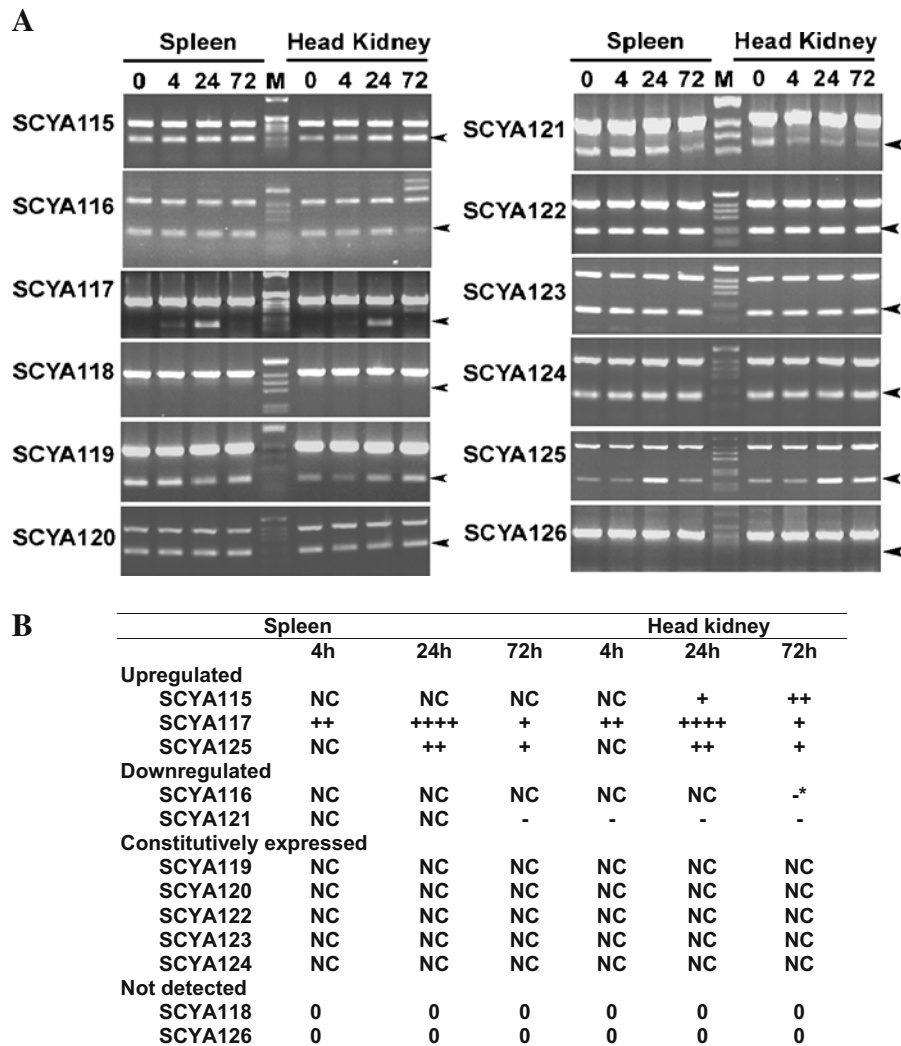 A
Spleen Head Kidney
0 4 24 72 M 0 4 24 72
SCYA115
SCYA116
SCYA117
SCYA118
SCYA119
SCYA120
Spleen Head Kidney
0 4 24 72 M 0 4 24 72
SCYA121
SCYA122
SCYA123
SCYA124
SCYA125
SCYA126
B
Spleen Head kidney
4h 24h 72h 4h 24h 72h
Upregulated
SCYA115 NC NC NC NC + ++
SCYA117 ++ ++++ + ++ ++++ +
SCYA125 NC ++ + NC ++ +
Downregulated
SCYA116 NC NC NC NC NC -*
SCYA121 NC NC - - - -
Constitutively expressed
SCYA119 NC NC NC NC NC NC
SCYA120 NC NC NC NC NC NC
SCYA122 NC NC NC NC NC NC
SCYA123 NC NC NC NC NC NC
SCYA124 NC NC NC NC NC NC
Not detected
SCYA118 0 0 0 0 0 0
SCYA126 0 0 0 0 0 0